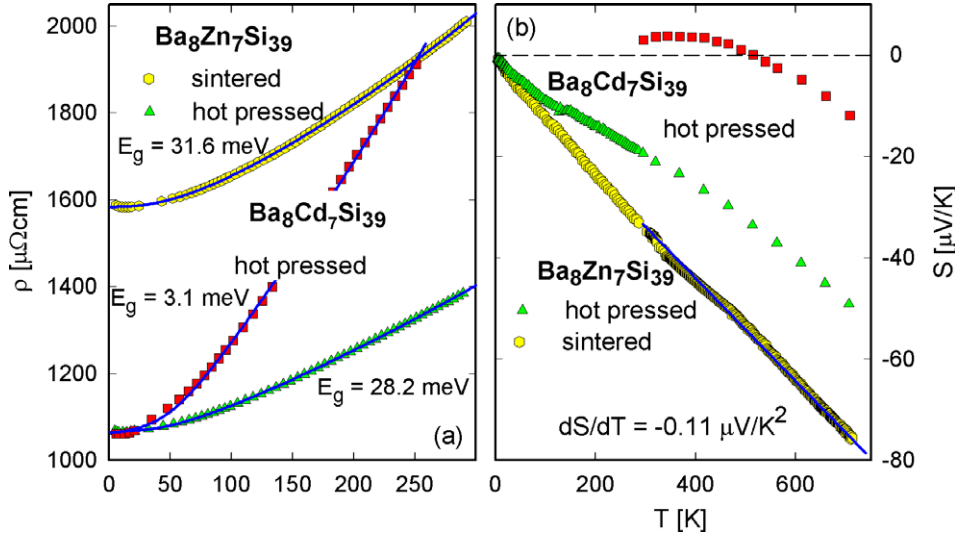 2000
1800
1600
1400
1200
1000
ρ [μΩcm]
Ba8Zn7Si39
sintered
hot pressed
Eg = 31.6 meV
Ba8Cd7Si39
hot pressed
Eg = 3.1 meV
Eg = 28.2 meV
(a)
0 50 100 150 200 250
(b)
Ba8Cd7Si39
hot pressed
Ba8Zn7Si39
hot pressed
sintered
dS/dT = -0.11 μV/K²
0
-20
-40
-60
-80
S [μV/K]
0 200 400 600
T [K]